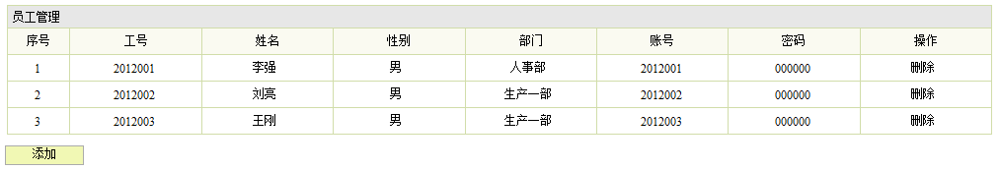 员工管理
序号 工号 姓名 性别 部门 账号 密码 操作
1 2012001 李强 男 人事部 2012001 000000 删除
2 2012002 刘亮 男 生产一部 2012002 000000 删除
3 2012003 王刚 男 生产一部 2012003 000000 删除
添加